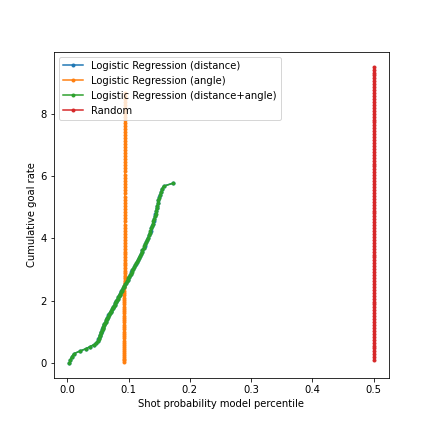 Logistic Regression (distance)
Logistic Regression (angle)
Logistic Regression (distance+angle)
Random
Cumulative goal rate
8
6
4
2
0
0.0 0.1 0.2 0.3 0.4 0.5
Shot probability model percentile